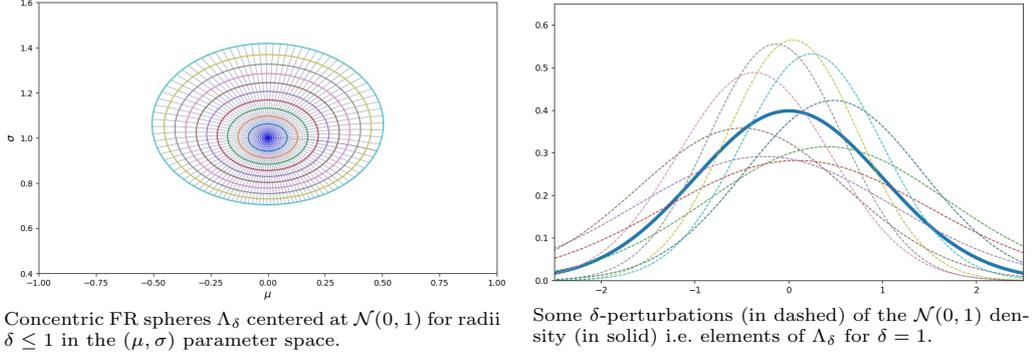 1.6
1.4
1.2
1.0
0.8
0.6
0.4
σ
−1.00 −0.75 −0.50 −0.25 0.00 0.25 0.50 0.75 1.00
μ
Concentric FR spheres Λδ centered at 𝒩(0, 1) for radii
δ ≤ 1 in the (μ, σ) parameter space.
0.6
0.5
0.4
0.3
0.2
0.1
0.0
−2 −1 0 1 2
Some δ-perturbations (in dashed) of the 𝒩(0, 1) den-
sity (in solid) i.e. elements of Λδ for δ = 1.